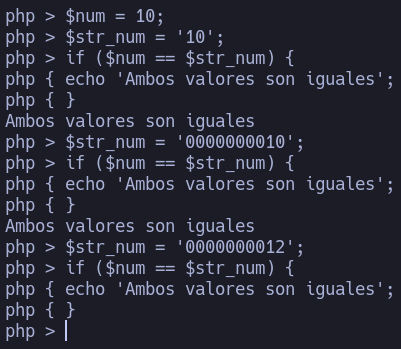 php > $num = 10;
php > $str_num = '10';
php > if ($num == $str_num) {
php { echo 'Ambos valores son iguales';
php { }
Ambos valores son iguales
php > $str_num = '0000000010';
php > if ($num == $str_num) {
php { echo 'Ambos valores son iguales';
php { }
Ambos valores son iguales
php > $str_num = '0000000012';
php > if ($num == $str_num) {
php { echo 'Ambos valores son iguales';
php { }
php >